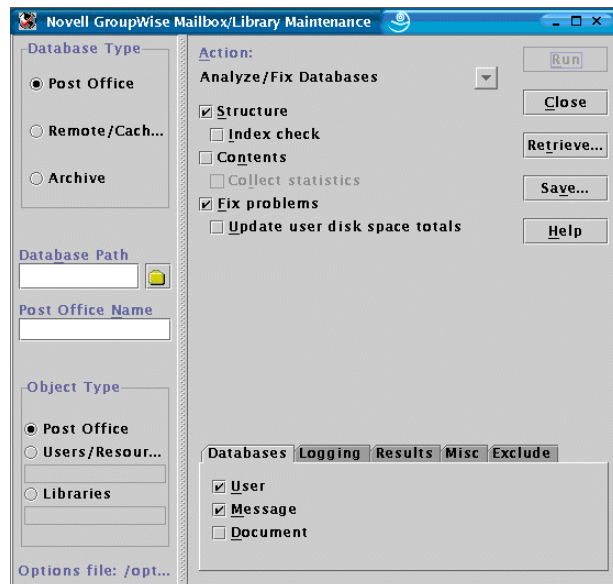 Novell GroupWise Mailbox/Library Maintenance
Database Type
Post Office
Remote/Cach...
Archive
Database Path
Post Office Name
Object Type
Post Office
Users/Resour...
Libraries
Options file: /opt...
Action:
Analyze/Fix Databases
Structure
Index check
Contents
Collect statistics
Fix problems
Update user disk space totals
Run
Close
Retrieve...
Save...
Help
Databases Logging Results Misc Exclude
User
Message
Document